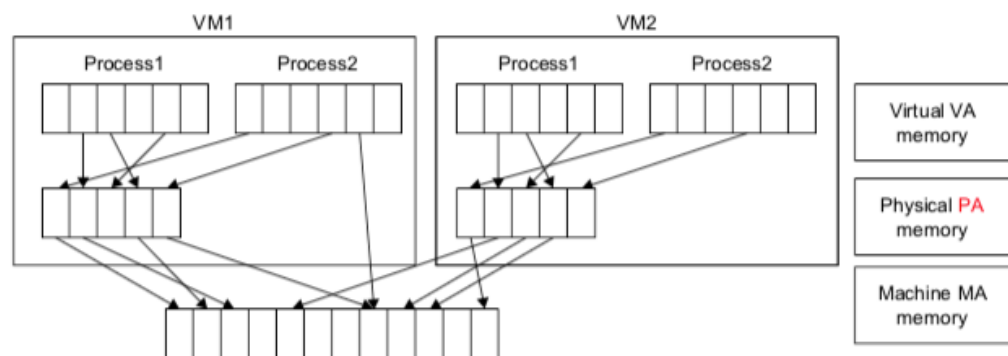 VM1
VM2
Process1
Process2
Process1
Process2
Virtual VA
memory
Physical PA
memory
Machine MA
memory